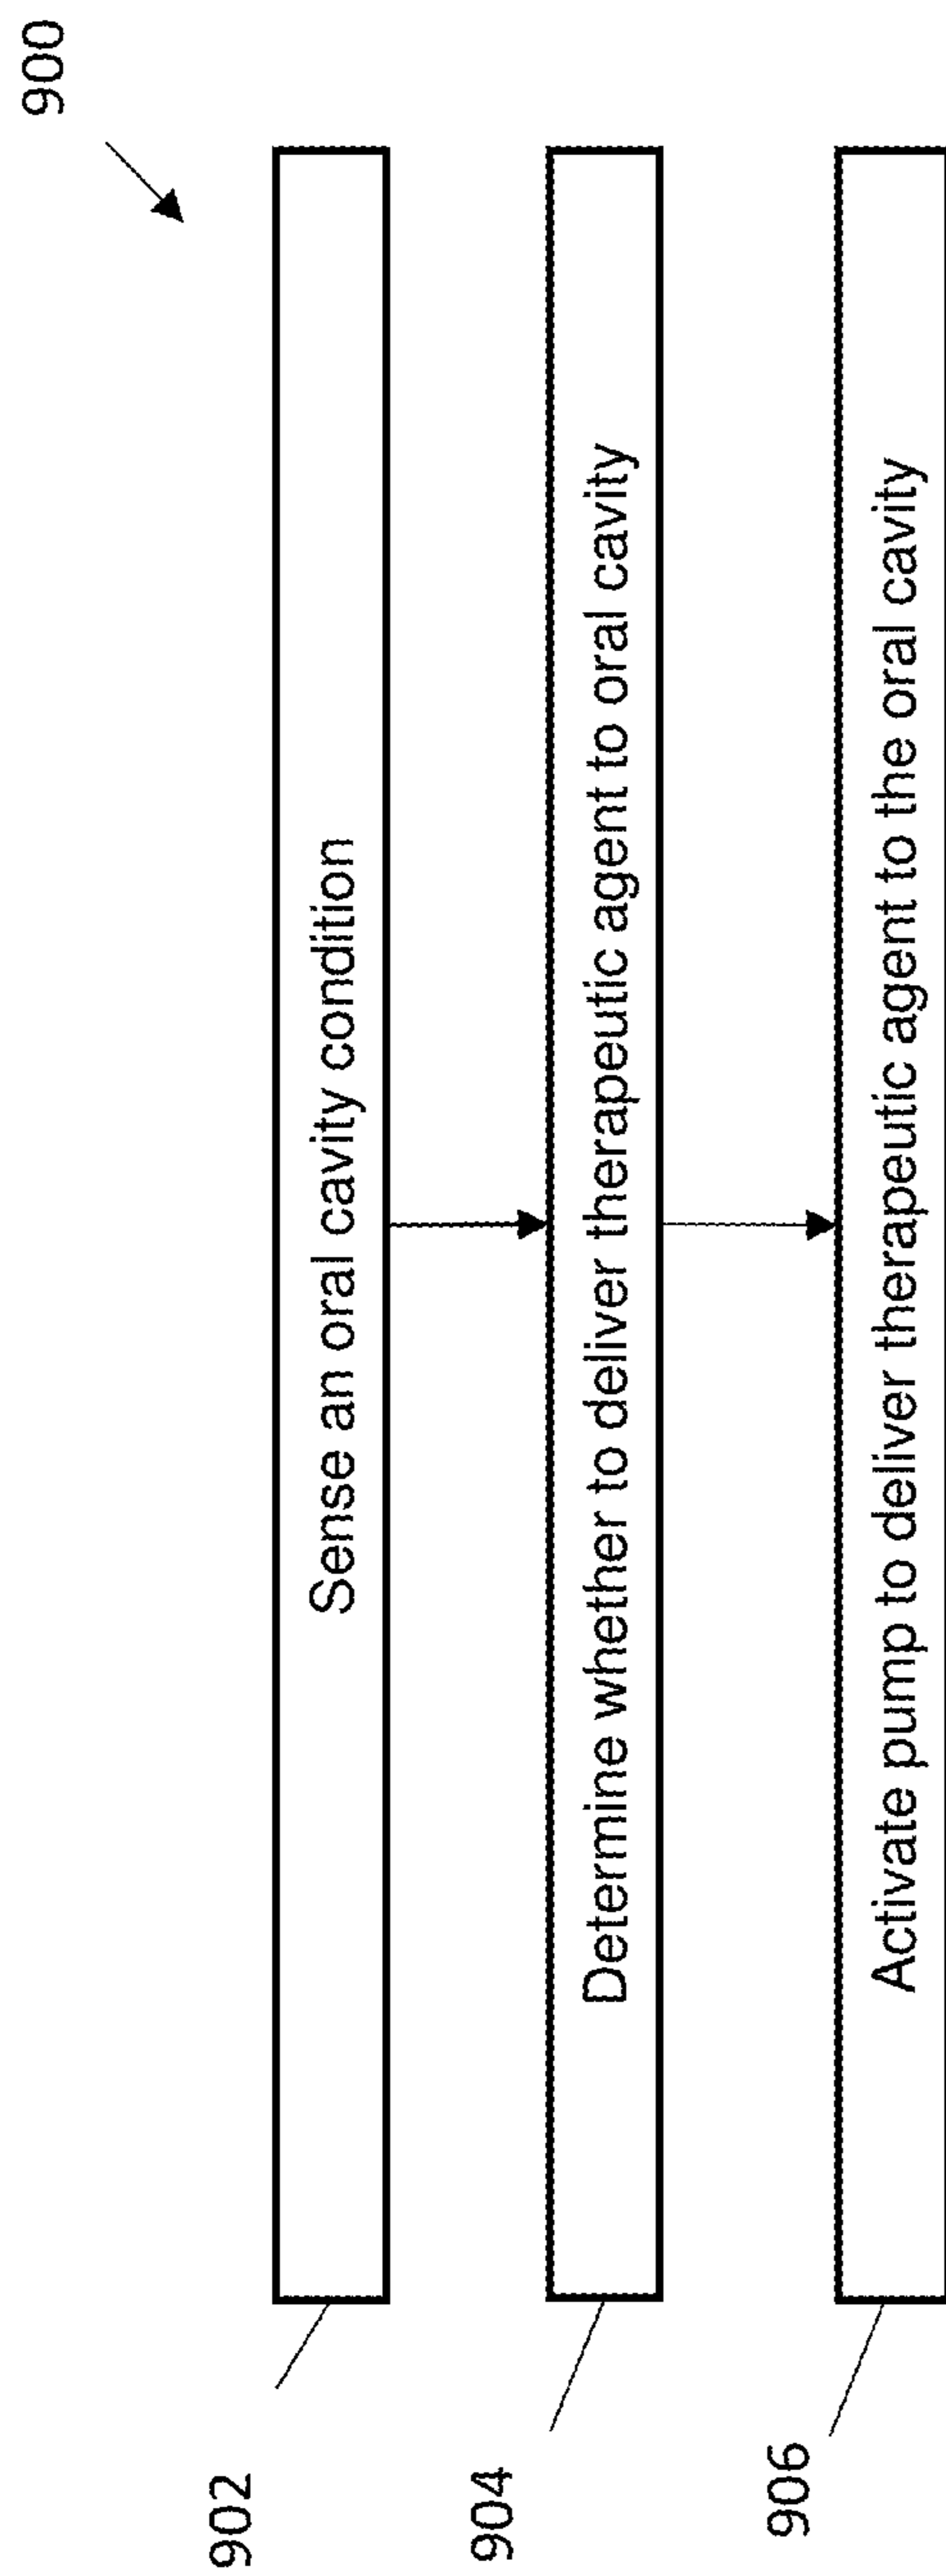 900
902
Sense an oral cavity condition
904
Determine whether to deliver therapeutic agent to oral cavity
906
Activate pump to deliver therapeutic agent to the oral cavity